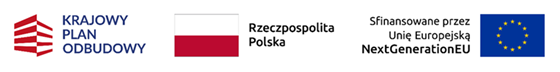 KRAJOWY
PLAN
ODBUDOWY
Rzeczpospolita
Polska
Sfinansowane przez
Unię Europejską
NextGenerationEU